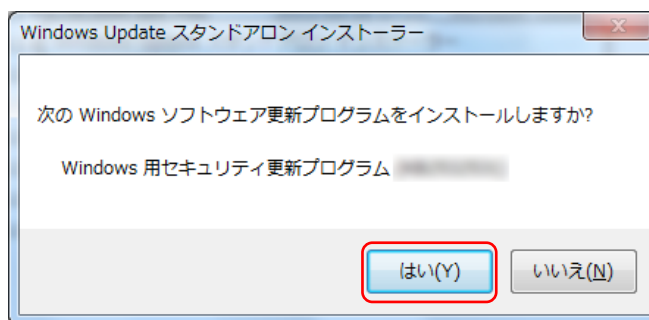 Windows Update スタンドアロン インストーラー
次の Windows ソフトウェア更新プログラムをインストールしますか?
Windows 用セキュリティ更新プログラム
はい(Y)
いいえ(N)